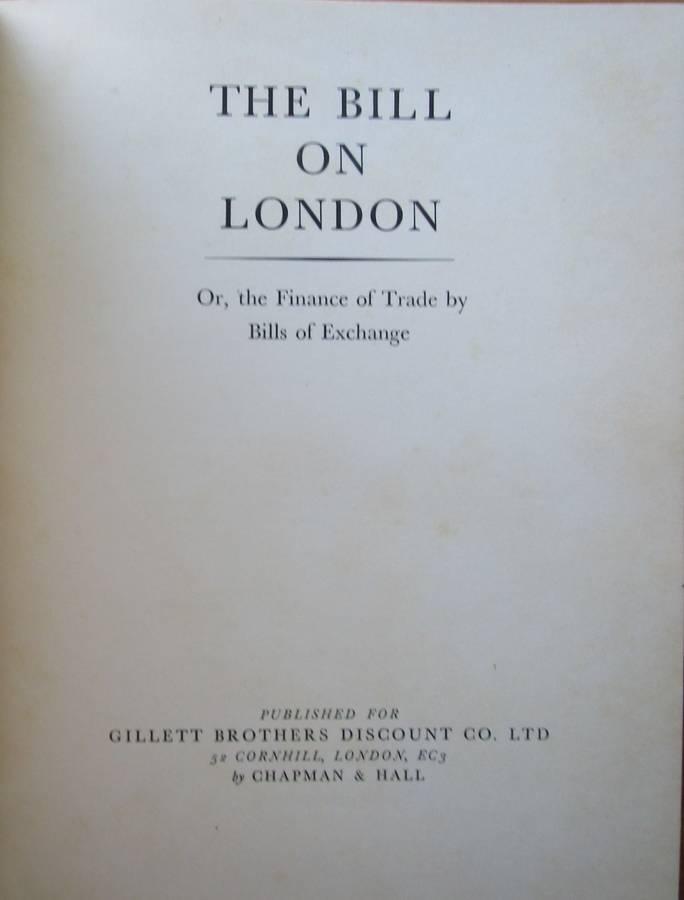 THE BILL
ON
LONDON
Or, the Finance of Trade by
Bills of Exchange
PUBLISHED FOR
GILLETT BROTHERS DISCOUNT CO. LTD
52 CORNHILL, LONDON, EC3
by CHAPMAN & HALL